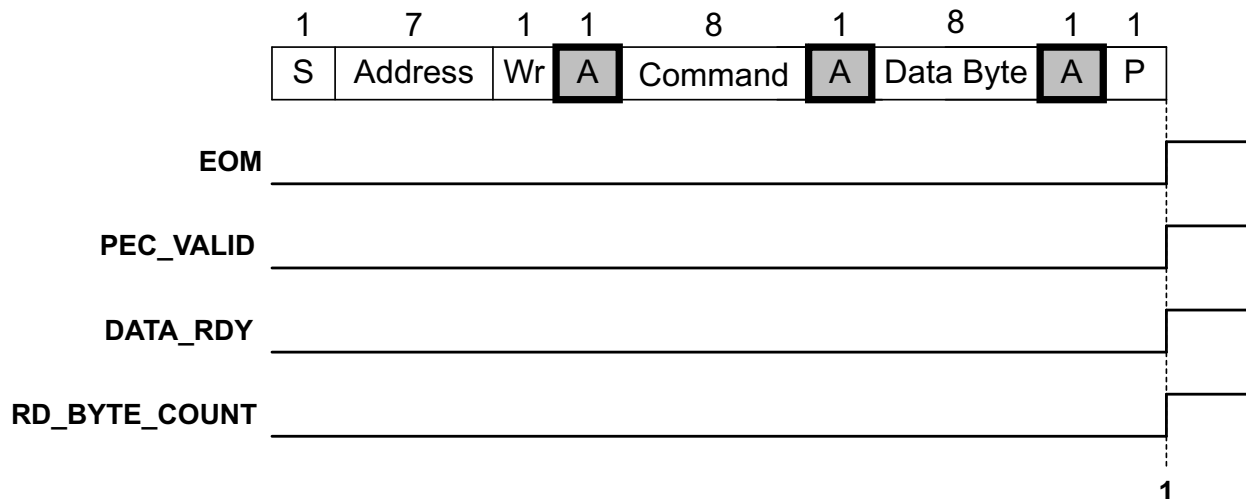 1 7 1 1 8 1 8 1 1
S Address Wr A Command A Data Byte A P
EOM
PEC_VALID
DATA_RDY
RD_BYTE_COUNT
1